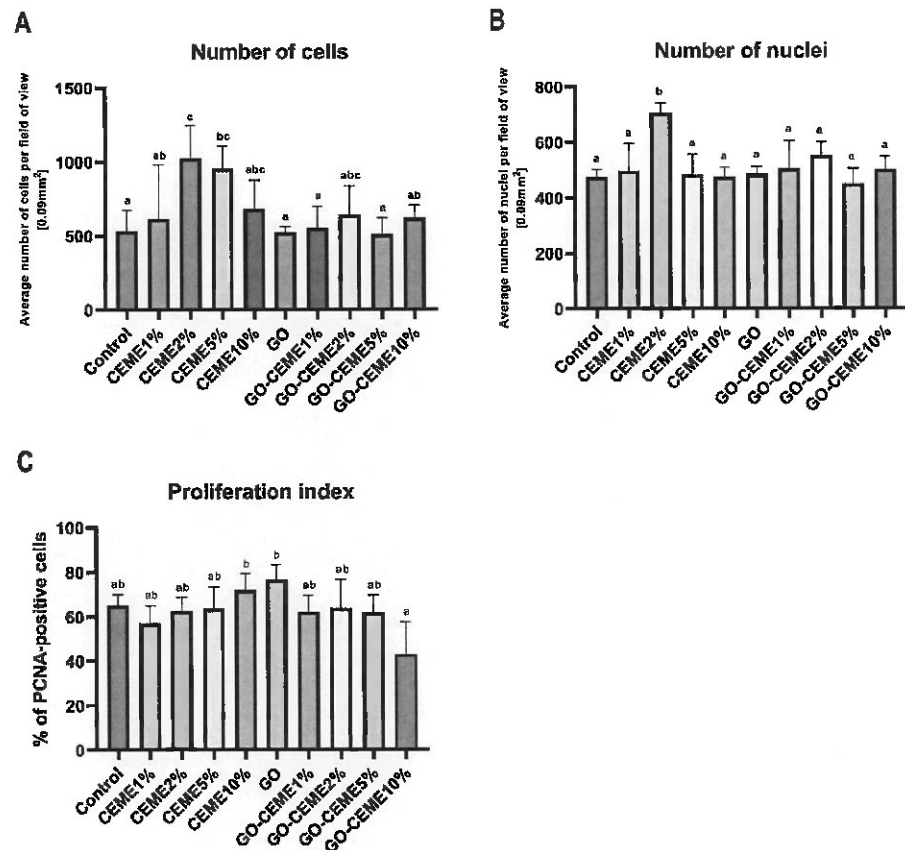 A
Number of cells
Average number of cells per field of view
[0.09mm²]
1500
1000
500
0
a
ab
c
bc
abc
a
a
abc
a
ab
Control
CEME1%
CEME2%
CEME5%
CEME10%
GO
GO-CEME1%
GO-CEME2%
GO-CEME5%
GO-CEME10%
B
Number of nuclei
Average number of nuclei per field of view
[0.09mm²]
800
600
400
200
0
a
a
b
a
a
a
a
a
a
a
Control
CEME1%
CEME2%
CEME5%
CEME10%
GO
GO-CEME1%
GO-CEME2%
GO-CEME5%
GO-CEME10%
C
Proliferation index
% of PCNA-positive cells
100
80
60
40
20
0
ab
ab
ab
ab
b
b
ab
ab
ab
a
Control
CEME1%
CEME2%
CEME5%
CEME10%
GO
GO-CEME1%
GO-CEME2%
GO-CEME5%
GO-CEME10%